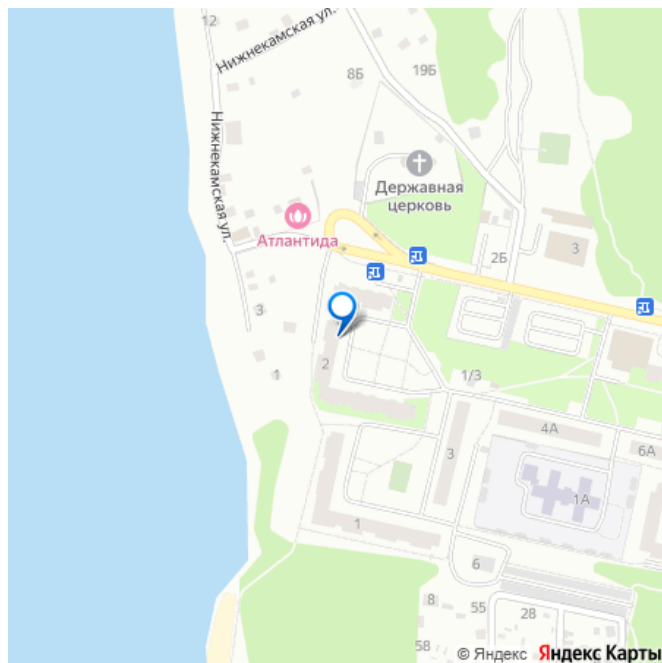 12
Нижнекамская ул.
8Б
19Б
Нижнекамская ул.
Державная
церковь
Атлантида
2Б
3
3
2
1
1/3
4А
6А
3
1А
1
6
8
55
28
58
© Яндекс Яндекс Карты